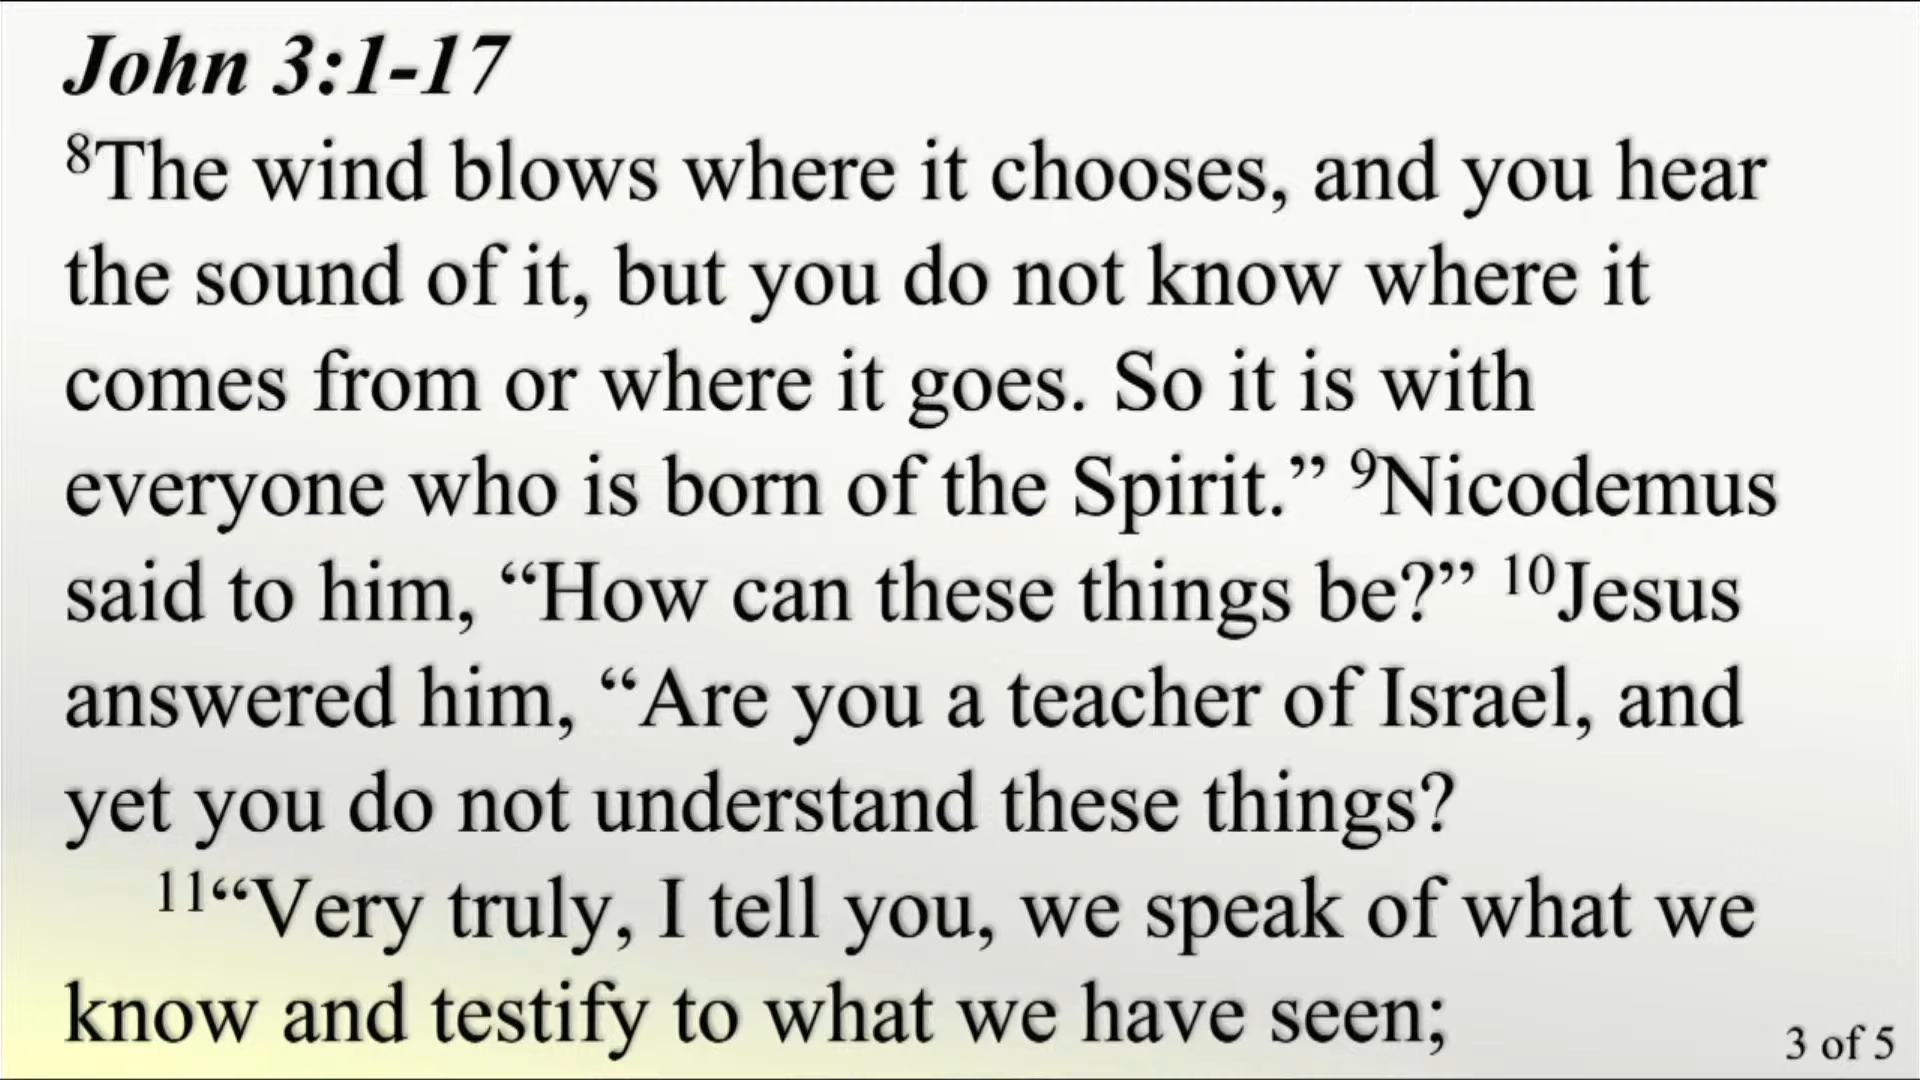 John 3:1-17
⁸The wind blows where it chooses, and you hear
the sound of it, but you do not know where it
comes from or where it goes. So it is with
everyone who is born of the Spirit.” ⁹Nicodemus
said to him, “How can these things be?” ¹⁰Jesus
answered him, “Are you a teacher of Israel, and
yet you do not understand these things?
¹¹“Very truly, I tell you, we speak of what we
know and testify to what we have seen;
3 of 5